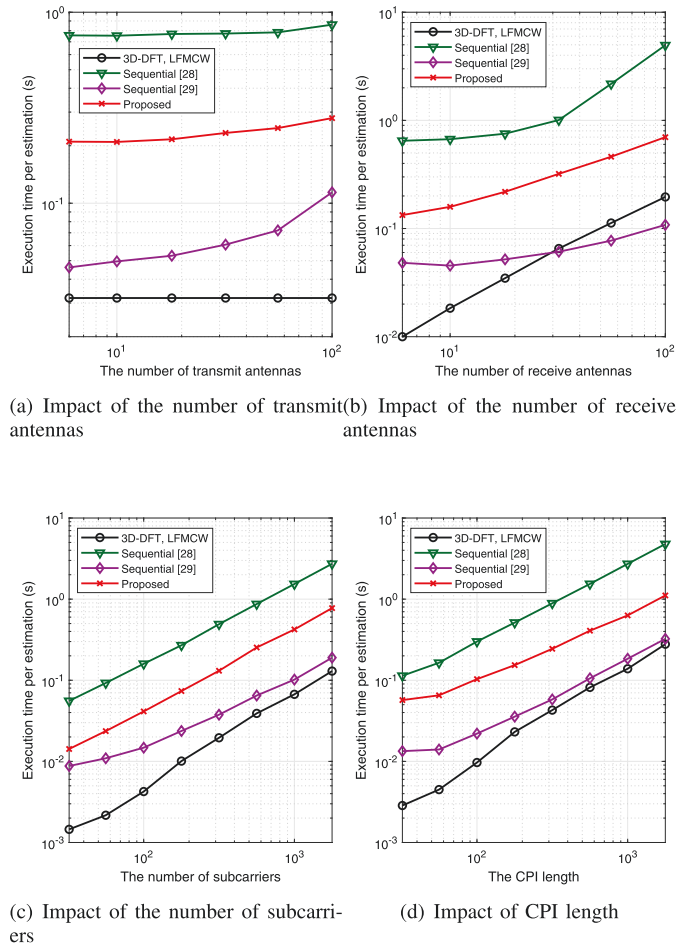 10^0
10^-1
Execution time per estimation (s)
3D-DFT, LFMCW
Sequential [28]
Sequential [29]
Proposed
10^1
10^2
The number of transmit antennas
10^1
10^0
10^-1
10^-2
Execution time per estimation (s)
3D-DFT, LFMCW
Sequential [28]
Sequential [29]
Proposed
10^1
10^2
The number of receive antennas
(a) Impact of the number of transmit
antennas
(b) Impact of the number of receive
antennas
10^1
10^0
10^-1
10^-2
10^-3
Execution time per estimation (s)
3D-DFT, LFMCW
Sequential [28]
Sequential [29]
Proposed
10^2
10^3
The number of subcarriers
10^1
10^0
10^-1
10^-2
10^-3
Execution time per estimation (s)
3D-DFT, LFMCW
Sequential [28]
Sequential [29]
Proposed
10^2
10^3
The CPI length
(c) Impact of the number of subcarri-
ers
(d) Impact of CPI length